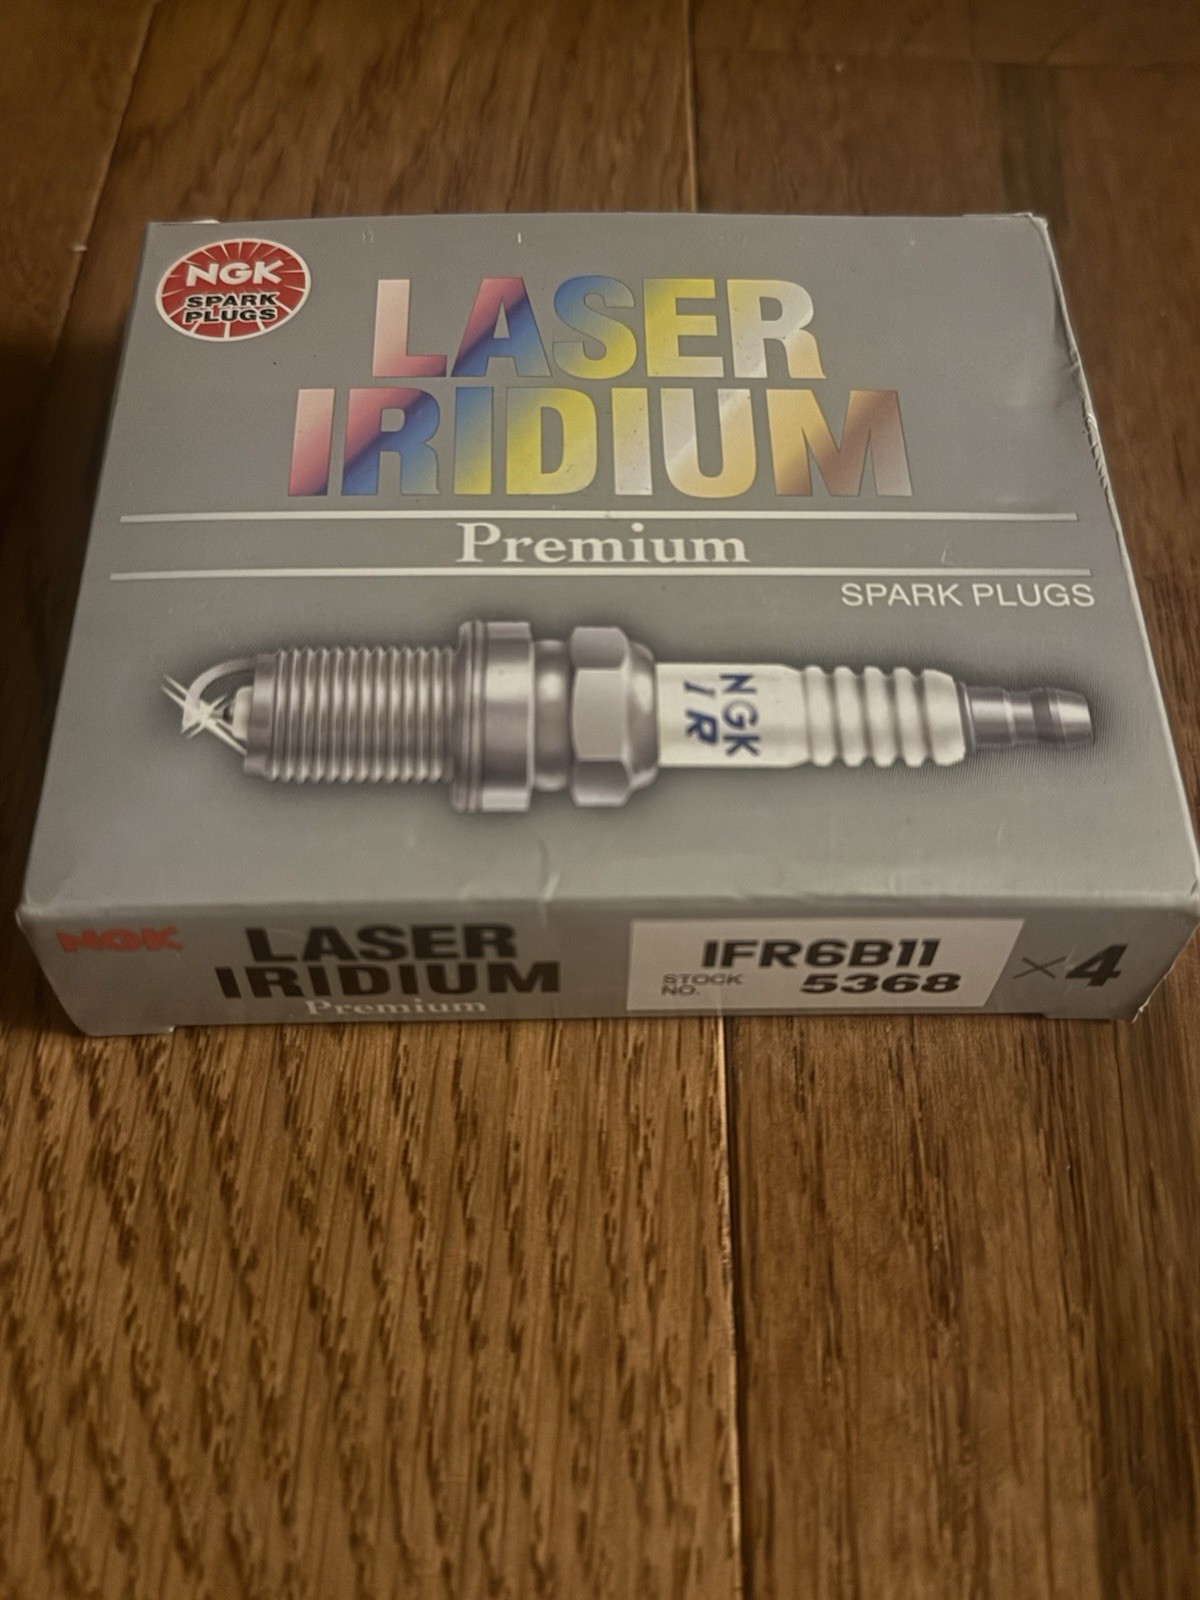 NGK
SPARK
PLUGS
LASER
IRIDIUM
Premium
SPARK PLUGS
NGK
IR
NGK
LASER
IRIDIUM
Premium
IFR6B11
STOCK
NO. 5368
×4